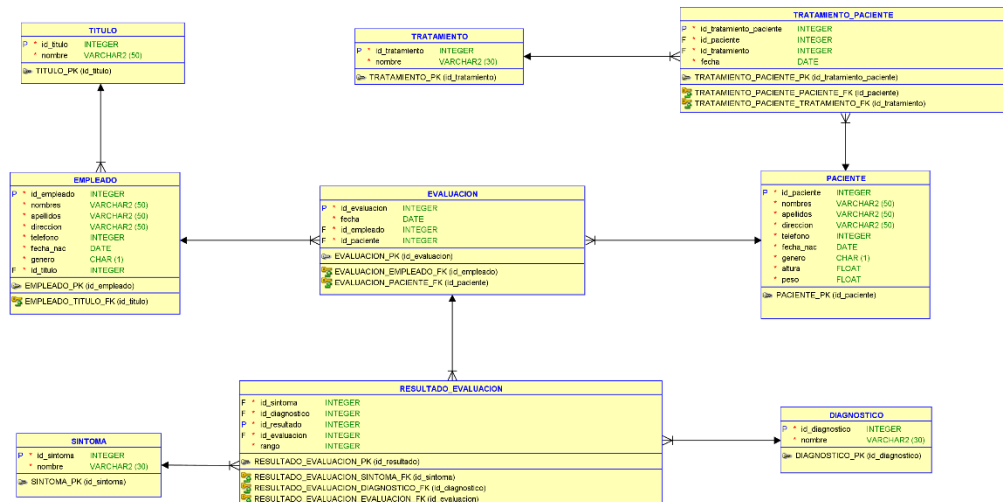 TITULO
P * id_titulo INTEGER
* nombre VARCHAR2 (50)
TITULO_PK (id_titulo)
TRATAMIENTO
P * id_tratamiento INTEGER
* nombre VARCHAR2 (30)
TRATAMIENTO_PK (id_tratamiento)
TRATAMIENTO_PACIENTE
P * id_tratamiento_paciente INTEGER
F * id_paciente INTEGER
F * id_tratamiento INTEGER
* fecha DATE
TRATAMIENTO_PACIENTE_PK (id_tratamiento_paciente)
TRATAMIENTO_PACIENTE_PACIENTE_FK (id_paciente)
TRATAMIENTO_PACIENTE_TRATAMIENTO_FK (id_tratamiento)
EMPLEADO
P * id_empleado INTEGER
* nombres VARCHAR2 (50)
* apelidos VARCHAR2 (50)
* direccion VARCHAR2 (50)
* telefono INTEGER
* fecha_nac DATE
* genero CHAR (1)
F * id_titulo INTEGER
EMPLEADO_PK (id_empleado)
EMPLEADO_TITULO_FK (id_titulo)
EVALUACION
P * id_evaluacion INTEGER
* fecha DATE
F * id_empleado INTEGER
F * id_paciente INTEGER
EVALUACION_PK (id_evaluacion)
EVALUACION_EMPLEADO_FK (id_empleado)
EVALUACION_PACIENTE_FK (id_paciente)
PACIENTE
P * id_paciente INTEGER
* nombres VARCHAR2 (50)
* apelidos VARCHAR2 (50)
* direccion VARCHAR2 (50)
* telefono INTEGER
* fecha_nac DATE
* genero CHAR (1)
* atura FLOAT
* peso FLOAT
PACIENTE_PK (id_paciente)
RESULTADO_EVALUACION
F * id_sintoma INTEGER
F * id_diagnostico INTEGER
P * id_resultado INTEGER
F * id_evaluacion INTEGER
* rango INTEGER
RESULTADO_EVALUACION_PK (id_resultado)
RESULTADO_EVALUACION_SINTOMA_FK (id_sintoma)
RESULTADO_EVALUACION_DIAGNOSTICO_FK (id_diagnostico)
RESULTADO_EVALUACION_EVALUACION_FK (id_evaluacion)
SINTOMA
P * id_sintoma INTEGER
* nombre VARCHAR2 (30)
SINTOMA_PK (id_sintoma)
DIAGNOSTICO
P * id_diagnostico INTEGER
* nombre VARCHAR2 (30)
DIAGNOSTICO_PK (id_diagnostico)